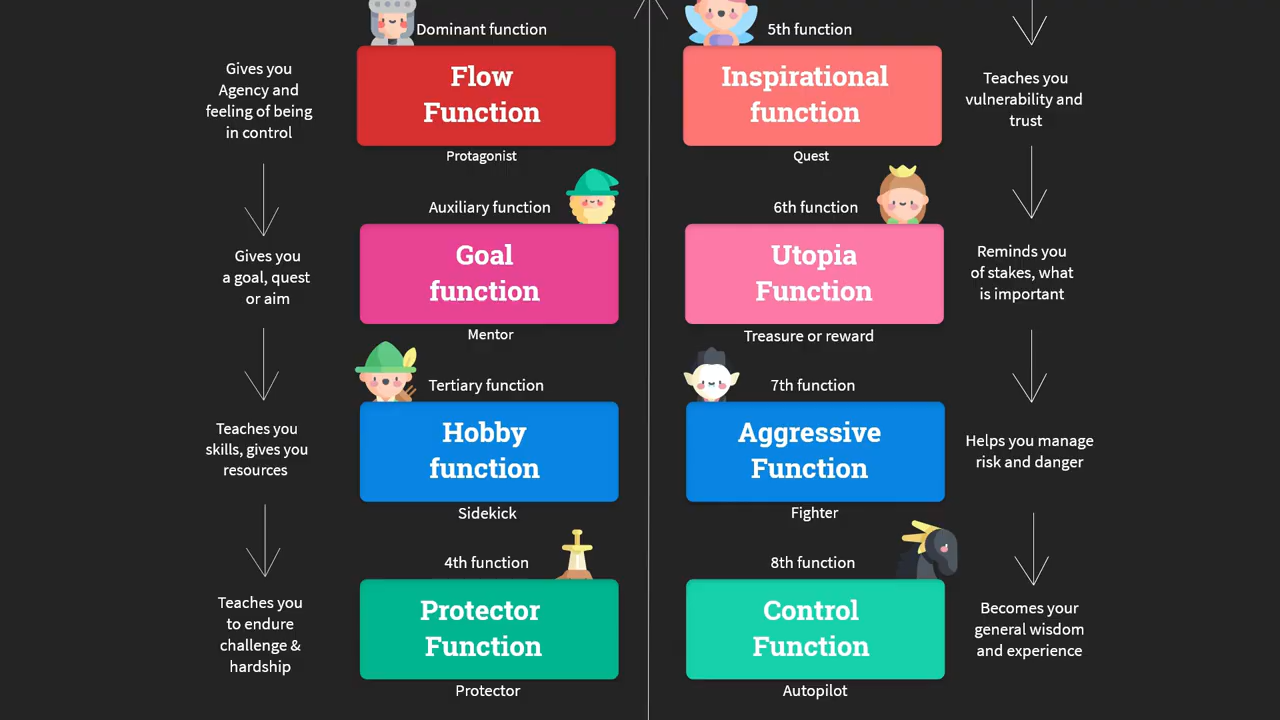 Dominant function
Gives you
Agency and
feeling of being
in control
Flow
Function
Protagonist
Auxiliary function
Gives you
a goal, quest
or aim
Goal
function
Mentor
Tertiary function
Teaches you
skills, gives you
resources
Hobby
function
Sidekick
4th function
Teaches you
to endure
challenge &
hardship
Protector
Function
Protector
5th function
Inspirational
function
Teaches you
vulnerability and
trust
Quest
6th function
Utopia
Function
Reminds you
of stakes, what
is important
Treasure or reward
7th function
Aggressive
Function
Helps you manage
risk and danger
Fighter
8th function
Control
Function
Becomes your
general wisdom
and experience
Autopilot